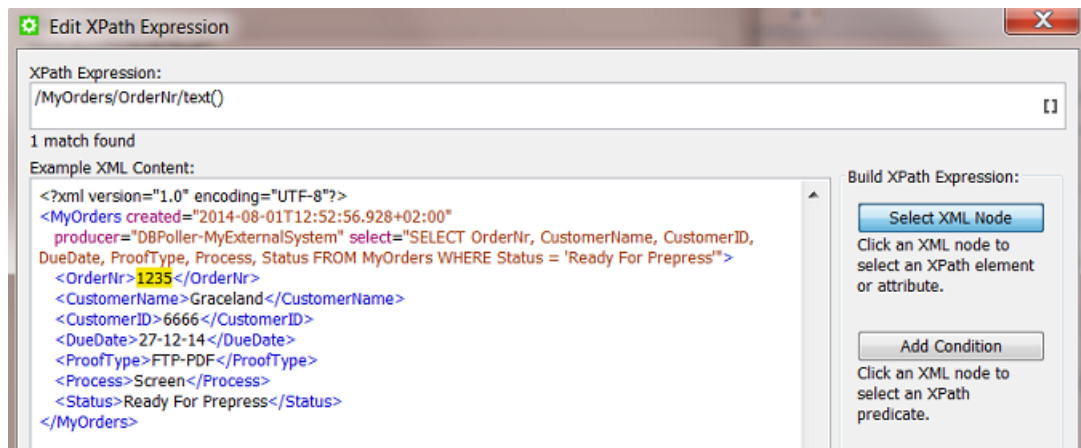 Edit XPath Expression
X
XPath Expression:
/MyOrders/OrderNr/text()
[]
1 match found
Example XML Content:
<?xml version="1.0" encoding="UTF-8"?>
<MyOrders created="2014-08-01T12:52:56.928+02:00"
producer="DBPoller-MyExternalSystem" select="SELECT OrderNr, CustomerName, CustomerID,
DueDate, ProofType, Process, Status FROM MyOrders WHERE Status = 'Ready For Prepress'">
<OrderNr>1235</OrderNr>
<CustomerName>Graceland</CustomerName>
<CustomerID>6666</CustomerID>
<DueDate>27-12-14</DueDate>
<ProofType>FTP-PDF</ProofType>
<Process>Screen</Process>
<Status>Ready For Prepress</Status>
</MyOrders>
Build XPath Expression:
Select XML Node
Click an XML node to
select an XPath element
or attribute.
Add Condition
Click an XML node to
select an XPath
predicate.